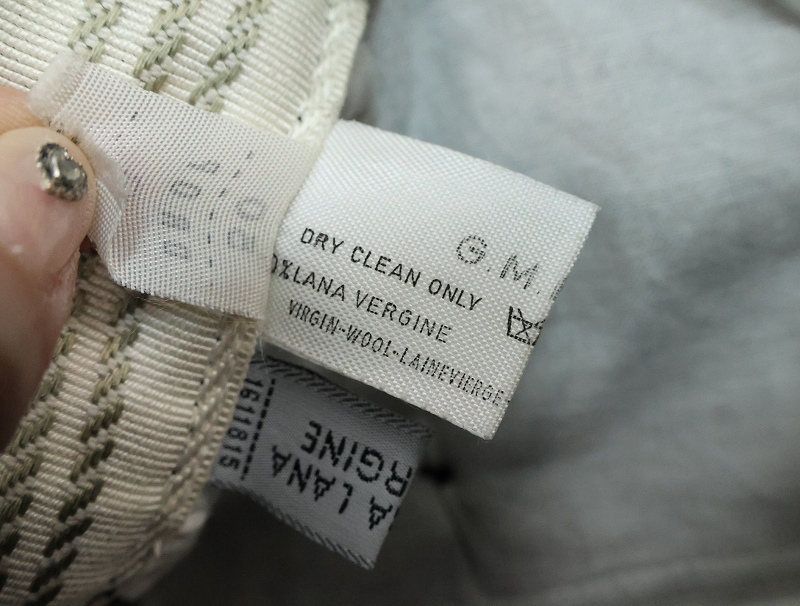 G.M.
DRY CLEAN ONLY
0%LANA VERGINE
VIRGIN-WOOL-LAINEVIERGE
1611815
A LANA
RGINE